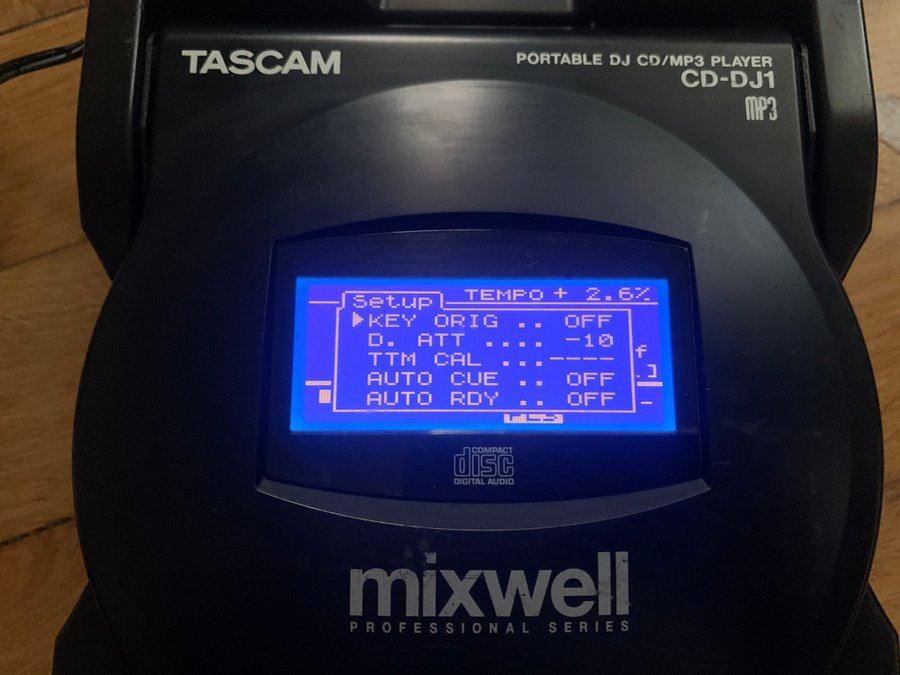 TASCAM
PORTABLE DJ CD/MP3 PLAYER
CD-DJ1
MP3
TEMPO + 2.6%
Setup
KEY ORIG .. OFF
D. ATT .... -10
TTM CAL ...----
AUTO CUE .. OFF
AUTO RDY .. OFF
COMPACT
disc
DIGITAL AUDIO
mixwell
PROFESSIONAL SERIES